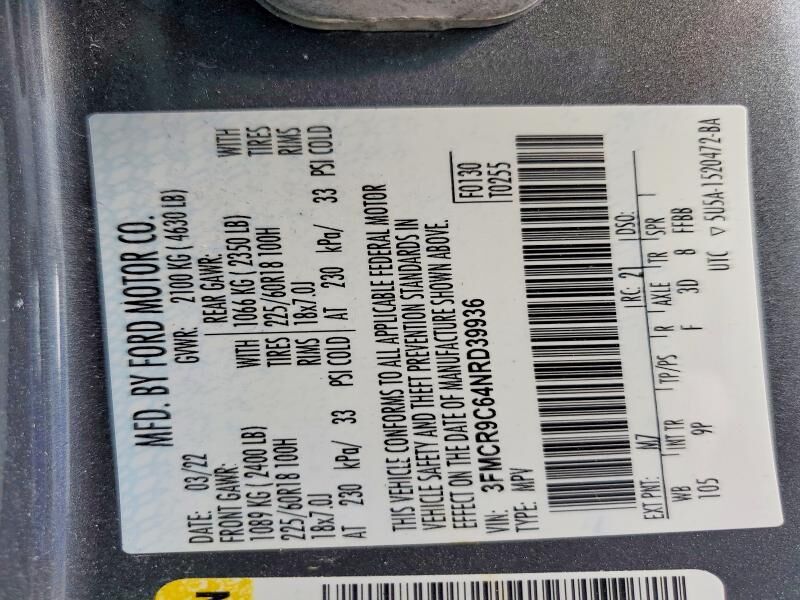 MFD. BY FORD MOTOR CO.
DATE: 03/22 GVWR: 2100 KG ( 4630 LB)
FRONT GAWR: REAR GAWR:
1089 KG ( 2400 LB) WITH 1066 KG ( 2350 LB) WITH
225/60R18 100H TIRES 225/60R18 100H TIRES
18x7.0J RIMS 18x7.0J RIMS
AT 230 kPa/ 33 PSI COLD AT 230 kPa/ 33 PSI COLD
THIS VEHICLE CONFORMS TO ALL APPLICABLE FEDERAL MOTOR
VEHICLE SAFETY AND THEFT PREVENTION STANDARDS IN
EFFECT ON THE DATE OF MANUFACTURE SHOWN ABOVE.
VIN: 3FMCR9C64NRD39936 F0130
TYPE: MPV T0255
EXT PNT: M7 RC: 21 DSO:
WB INT TR TP/PS R AXLE TR SPR
105 9P F 3D 8 FFBB
UTC ▽ 5U5A-1520472-BA
N